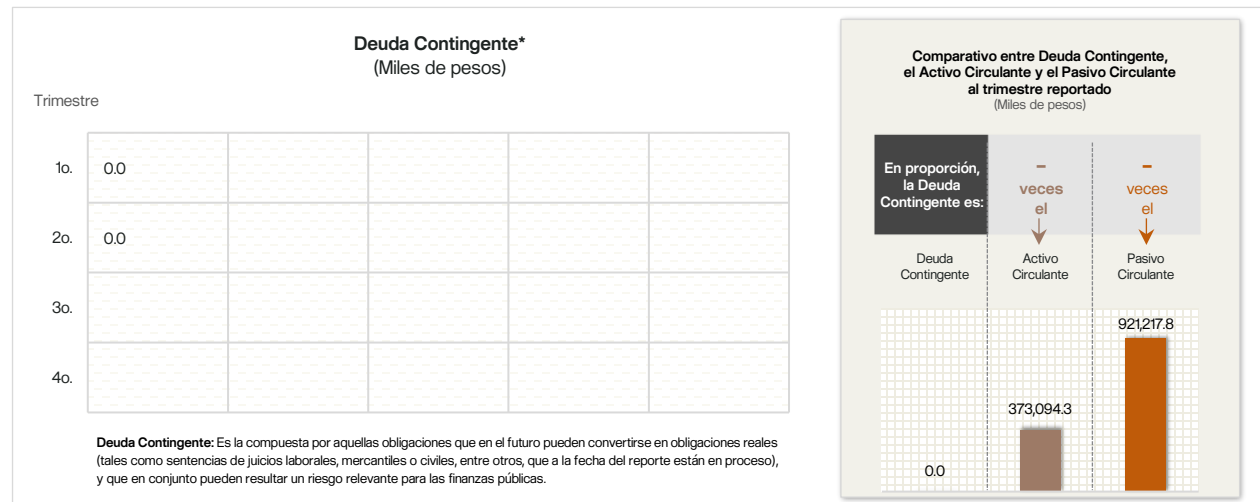 Deuda Contingente*
(Miles de pesos)
Trimestre
1o. 0.0
2o. 0.0
3o.
4o.
Deuda Contingente: Es la compuesta por aquellas obligaciones que en el futuro pueden convertirse en obligaciones reales
(tales como sentencias de juicios laborales, mercantiles o civiles, entre otros, que a la fecha del reporte están en proceso),
y que en conjunto pueden resultar un riesgo relevante para las finanzas públicas.
Comparativo entre Deuda Contingente,
el Activo Circulante y el Pasivo Circulante
al trimestre reportado
(Miles de pesos)
En proporción,
la Deuda
Contingente es:
–
veces
el
–
veces
el
Deuda
Contingente
Activo
Circulante
Pasivo
Circulante
0.0
373,094.3
921,217.8